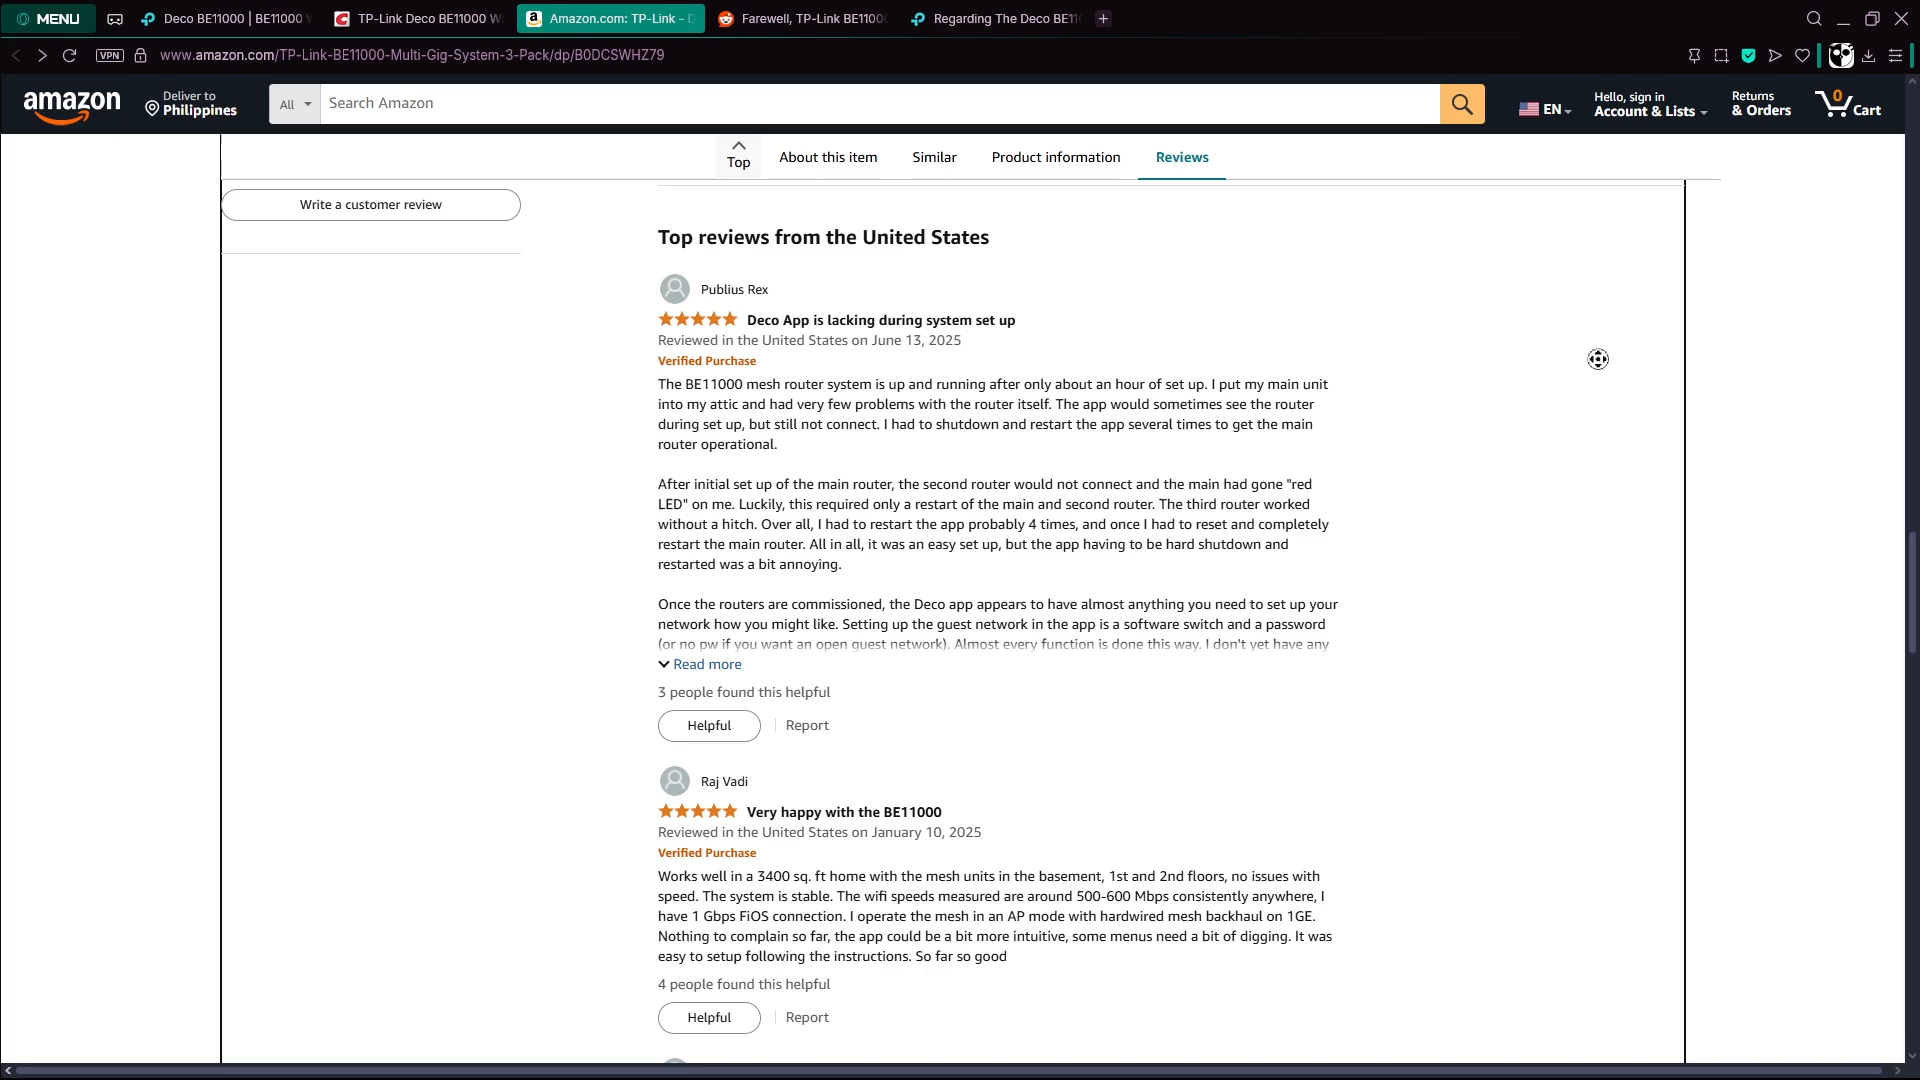 MENU
Deco BE11000 | BE11000
TP-Link Deco BE11000 W
Amazon.com: TP-Link - D
Farewell, TP-Link BE1100
Regarding The Deco BE11
VPN
www.amazon.com/TP-Link-BE11000-Multi-Gig-System-3-Pack/dp/B0DCSWHZ79
amazon
Deliver to
Philippines
All
Search Amazon
EN
Hello, sign in
Account & Lists
Returns
& Orders
0
Cart
Top
About this item
Similar
Product information
Reviews
Write a customer review
Top reviews from the United States
Publius Rex
Deco App is lacking during system set up
Reviewed in the United States on June 13, 2025
Verified Purchase
The BE11000 mesh router system is up and running after only about an hour of set up. I put my main unit
into my attic and had very few problems with the router itself. The app would sometimes see the router
during set up, but still not connect. I had to shutdown and restart the app several times to get the main
router operational.
After initial set up of the main router, the second router would not connect and the main had gone "red
LED" on me. Luckily, this required only a restart of the main and second router. The third router worked
without a hitch. Over all, I had to restart the app probably 4 times, and once I had to reset and completely
restart the main router. All in all, it was an easy set up, but the app having to be hard shutdown and
restarted was a bit annoying.
Once the routers are commissioned, the Deco app appears to have almost anything you need to set up your
network how you might like. Setting up the guest network in the app is a software switch and a password
(or no pw if you want an open guest network). Almost every function is done this way. I don't yet have any
Read more
3 people found this helpful
Helpful
Report
Raj Vadi
Very happy with the BE11000
Reviewed in the United States on January 10, 2025
Verified Purchase
Works well in a 3400 sq. ft home with the mesh units in the basement, 1st and 2nd floors, no issues with
speed. The system is stable. The wifi speeds measured are around 500-600 Mbps consistently anywhere, I
have 1 Gbps FiOS connection. I operate the mesh in an AP mode with hardwired mesh backhaul on 1GE.
Nothing to complain so far, the app could be a bit more intuitive, some menus need a bit of digging. It was
easy to setup following the instructions. So far so good
4 people found this helpful
Helpful
Report